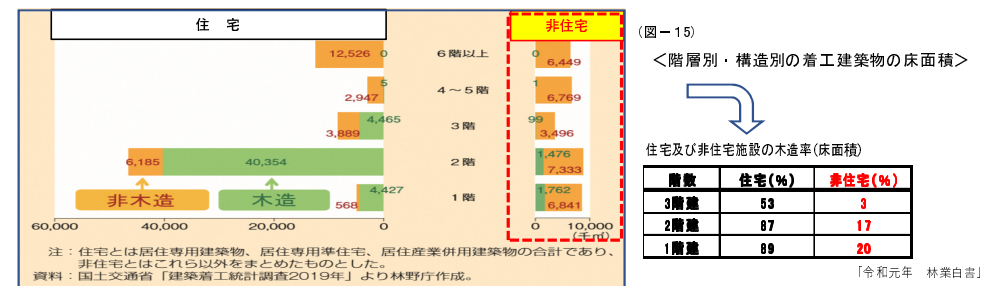 住　宅
非住宅
12,526 0 6階以上 0 6,449
5 2,947 4～5階 1 6,769
4,465 3,889 3階 99 3,496
6,185 40,354 2階 1,476 7,333
4,427 568 1階 1,762 6,841
非木造 木造
60,000 40,000 20,000 0 0 10,000
(千㎡)
注：住宅とは居住専用建築物、居住専用準住宅、居住産業併用建築物の合計であり、
非住宅とはこれら以外をまとめたものとした。
資料：国土交通省「建築着工統計調査2019年」より林野庁作成。
(図－15)
＜階層別・構造別の着工建築物の床面積＞
住宅及び非住宅施設の木造率(床面積)
階数 住宅(%) 非住宅(%)
3階建 53 3
2階建 87 17
1階建 89 20
「令和元年　林業白書」